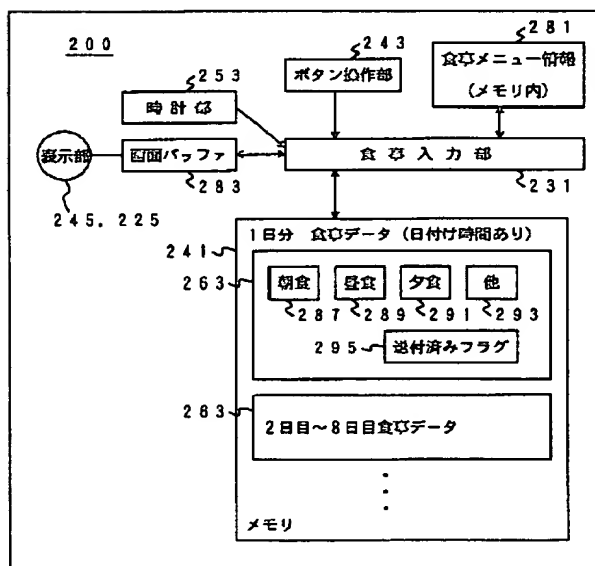 200
281
243
253
ボタン操作部
食事メニュー情報
(メモリ内)
時計部
表示部
画面バッファ
食事入力部
283
231
245, 225
1日分 食事データ(日付け時間あり)
241
263
朝食
昼食
夕食
他
287
289
291
293
295
送付済みフラグ
263
2日目～8日目食事データ
メモリ